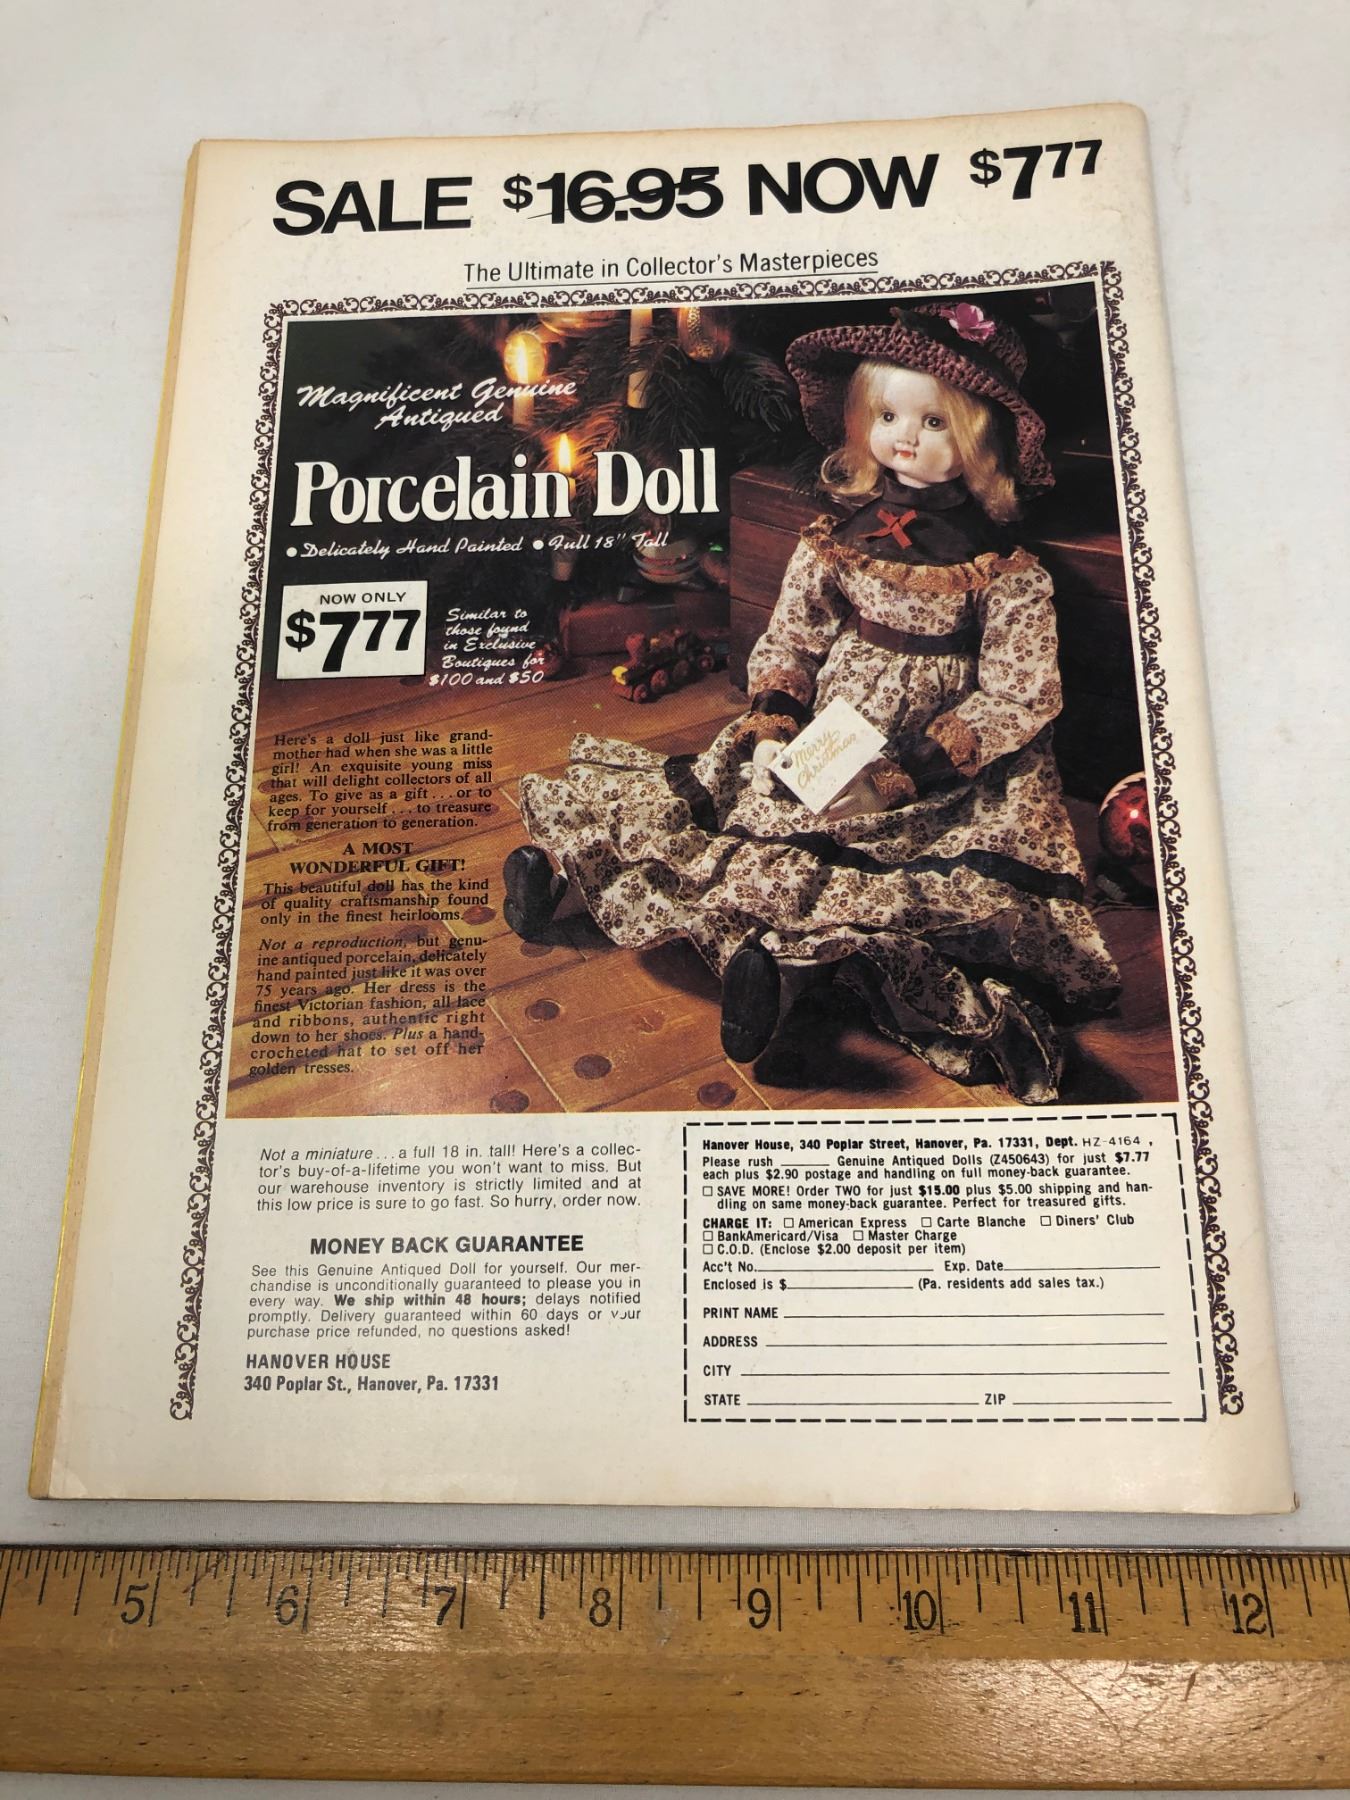 SALE $16.95 NOW $7.77
The Ultimate in Collector's Masterpieces
Magnificent Genuine
Antiqued
Porcelain Doll
• Delicately Hand Painted • Full 18" Tall
NOW ONLY
$7.77
Similar to
those found
in Exclusive
Boutiques for
$100 and $50
Merry
Christmas
Here's a doll just like grand-
mother had when she was a little
girl! An exquisite young miss
that will delight collectors of all
ages. To give as a gift . . . or to
keep for yourself . . . to treasure
from generation to generation.
A MOST
WONDERFUL GIFT!
This beautiful doll has the kind
of quality craftsmanship found
only in the finest heirlooms.
Not a reproduction, but genu-
ine antiqued porcelain, delicately
hand painted just like it was over
75 years ago. Her dress is the
finest Victorian fashion, all lace
and ribbons, authentic right
down to her shoes. Plus a hand-
crocheted hat to set off her
golden tresses.
Not a miniature . . . a full 18 in. tall! Here's a collec-
tor's buy-of-a-lifetime you won't want to miss. But
our warehouse inventory is strictly limited and at
this low price is sure to go fast. So hurry, order now.
MONEY BACK GUARANTEE
See this Genuine Antiqued Doll for yourself. Our mer-
chandise is unconditionally guaranteed to please you in
every way. We ship within 48 hours; delays notified
promptly. Delivery guaranteed within 60 days or your
purchase price refunded, no questions asked!
HANOVER HOUSE
340 Poplar St., Hanover, Pa. 17331
Hanover House, 340 Poplar Street, Hanover, Pa. 17331, Dept. HZ-4164 ,
Please rush ______ Genuine Antiqued Dolls (Z450643) for just $7.77
each plus $2.90 postage and handling on full money-back guarantee.
☐ SAVE MORE! Order TWO for just $15.00 plus $5.00 shipping and han-
dling on same money-back guarantee. Perfect for treasured gifts.
CHARGE IT: ☐ American Express ☐ Carte Blanche ☐ Diners' Club
☐ BankAmericard/Visa ☐ Master Charge
☐ C.O.D. (Enclose $2.00 deposit per item)
Acc't No. ______ Exp. Date ______
Enclosed is $ ______ (Pa. residents add sales tax.)
PRINT NAME ______
ADDRESS ______
CITY ______
STATE ______ ZIP ______
5 6 7 8 9 10 11 12